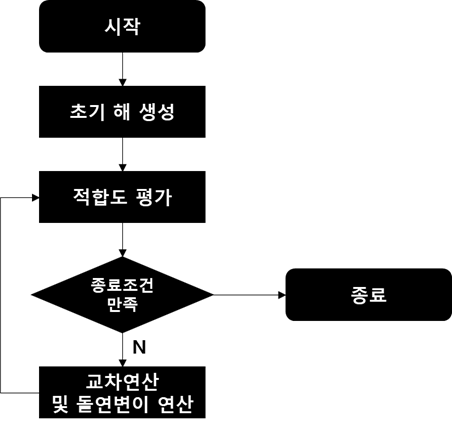 시작
초기 해 생성
적합도 평가
종료조건
만족
종료
N
교차연산
및 돌연변이 연산